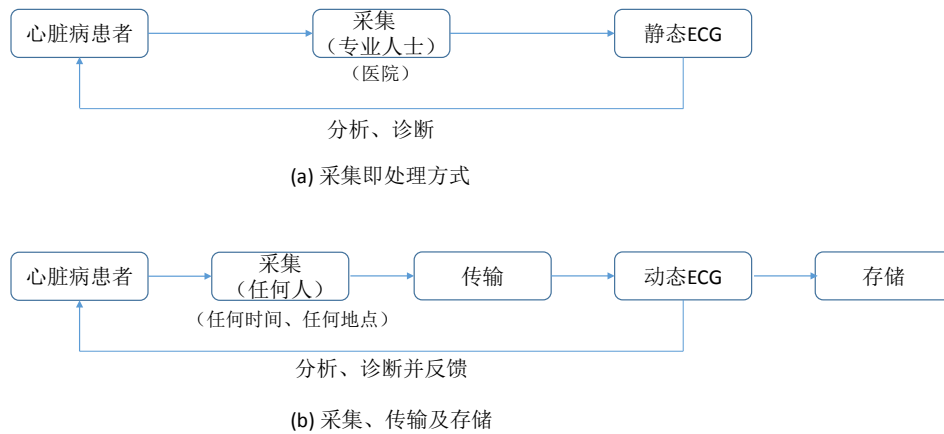 心脏病患者
采集
（专业人士）
（医院）
静态ECG
分析、诊断
(a) 采集即处理方式
心脏病患者
采集
（任何人）
（任何时间、任何地点）
传输
动态ECG
存储
分析、诊断并反馈
(b) 采集、传输及存储